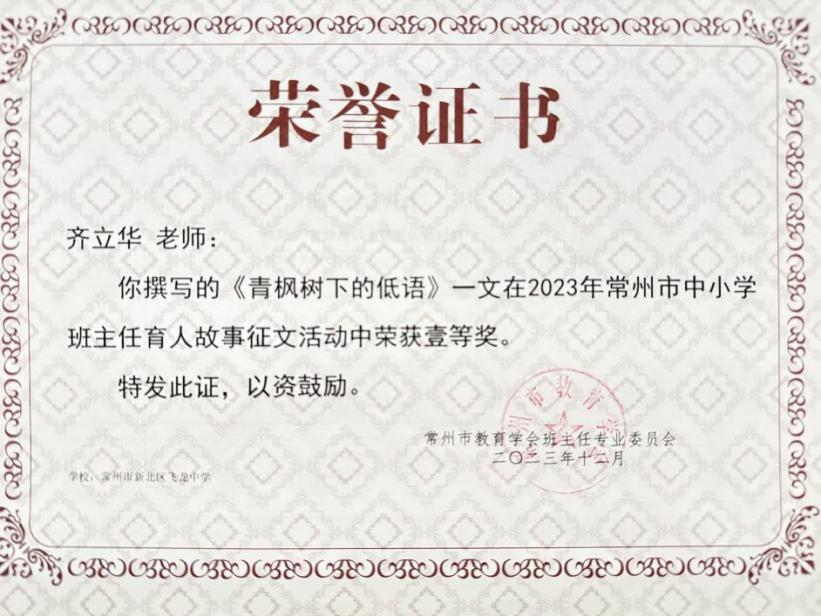 荣誉证书
齐立华 老师：
你撰写的《青枫树下的低语》一文在2023年常州市中小学
班主任育人故事征文活动中荣获壹等奖。
特发此证，以资鼓励。
常州市教育学会班主任专业委员会
二〇二三年十二月
学校：常州市新北区飞龙中学